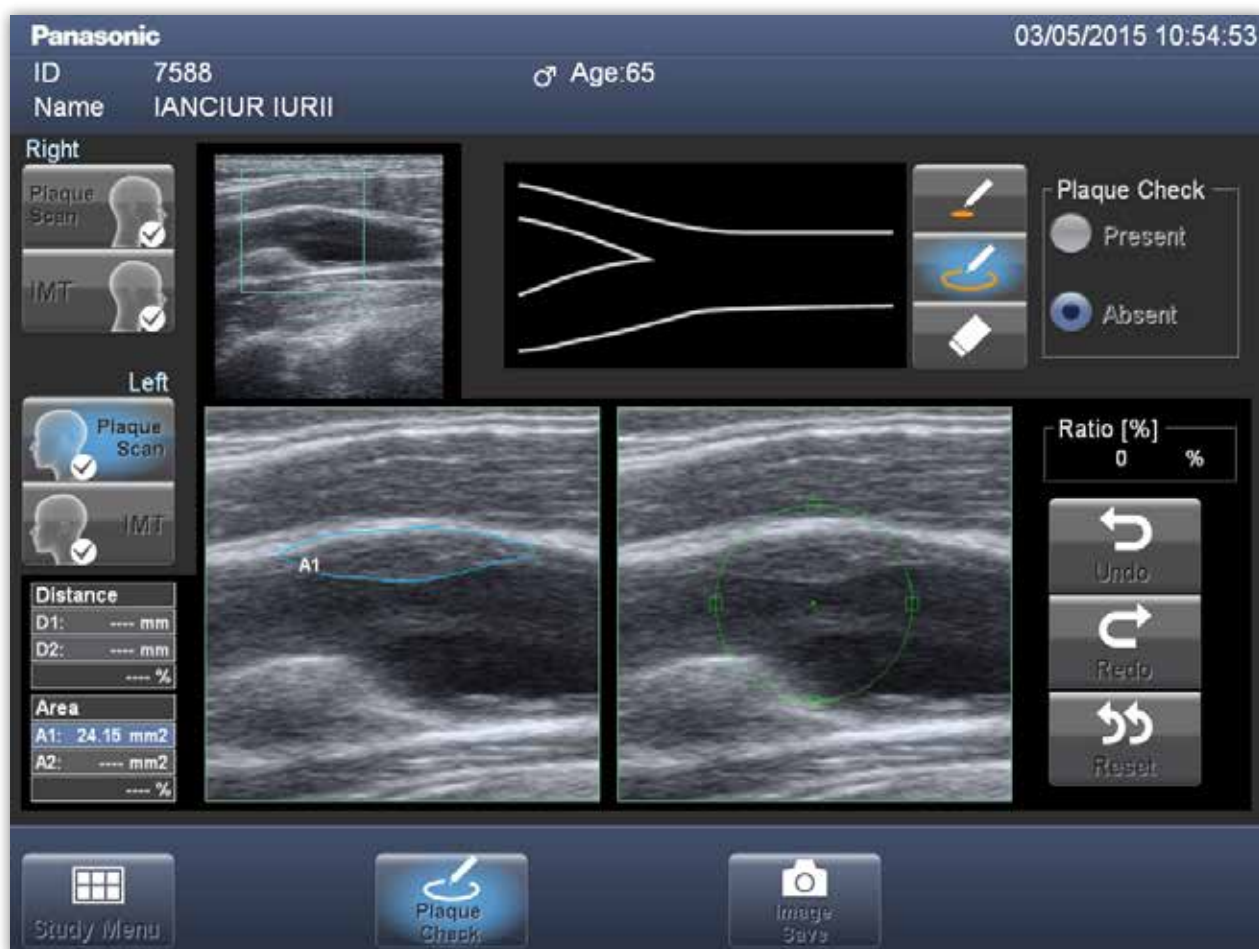 Panasonic
03/05/2015 10:54:53
ID 7588 ♂ Age:65
Name IANCIUR IURII
Right
Plaque
Scan
IMT
Left
Plaque
Scan
IMT
Plaque Check
Present
Absent
A1
Ratio [%]
0 %
Undo
Redo
Reset
Distance
D1: ---- mm
D2: ---- mm
---- %
Area
A1: 24.15 mm2
A2: ---- mm2
---- %
Study Menu
Plaque
Check
Image
Save